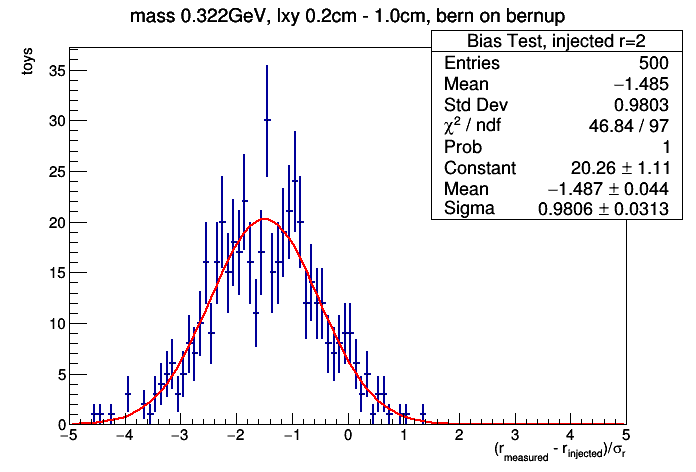 mass 0.322GeV, lxy 0.2cm - 1.0cm, bern on bernup
Bias Test, injected r=2
Entries 500
Mean −1.485
Std Dev 0.9803
χ² / ndf 46.84 / 97
Prob 1
Constant 20.26 ± 1.11
Mean −1.487 ± 0.044
Sigma 0.9806 ± 0.0313
toys
35
30
25
20
15
10
5
0
−5 −4 −3 −2 −1 0 1 2 3 4 5
(r_measured - r_injected)/σ_r